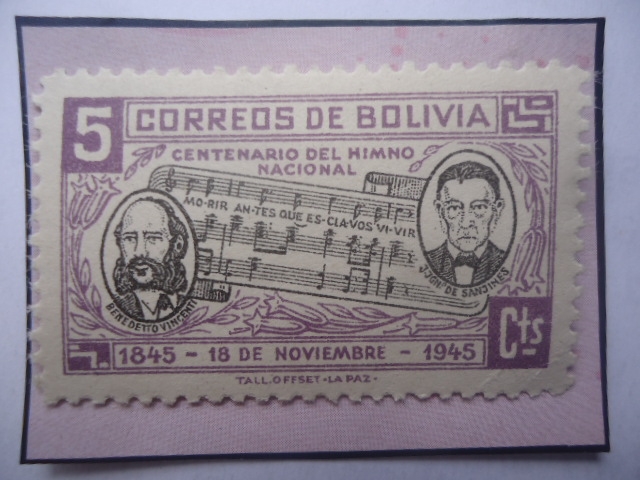 5 CORREOS DE BOLIVIA
CENTENARIO DEL HIMNO
NACIONAL
MO-RIR AN-TES QUE ES-CLA-VOS VI-VIR
BENEDETTO VINCENTI
J. IGN. DE SANJINES
Cts
1845 - 18 DE NOVIEMBRE - 1945
TALL. OFFSET - LA PAZ -